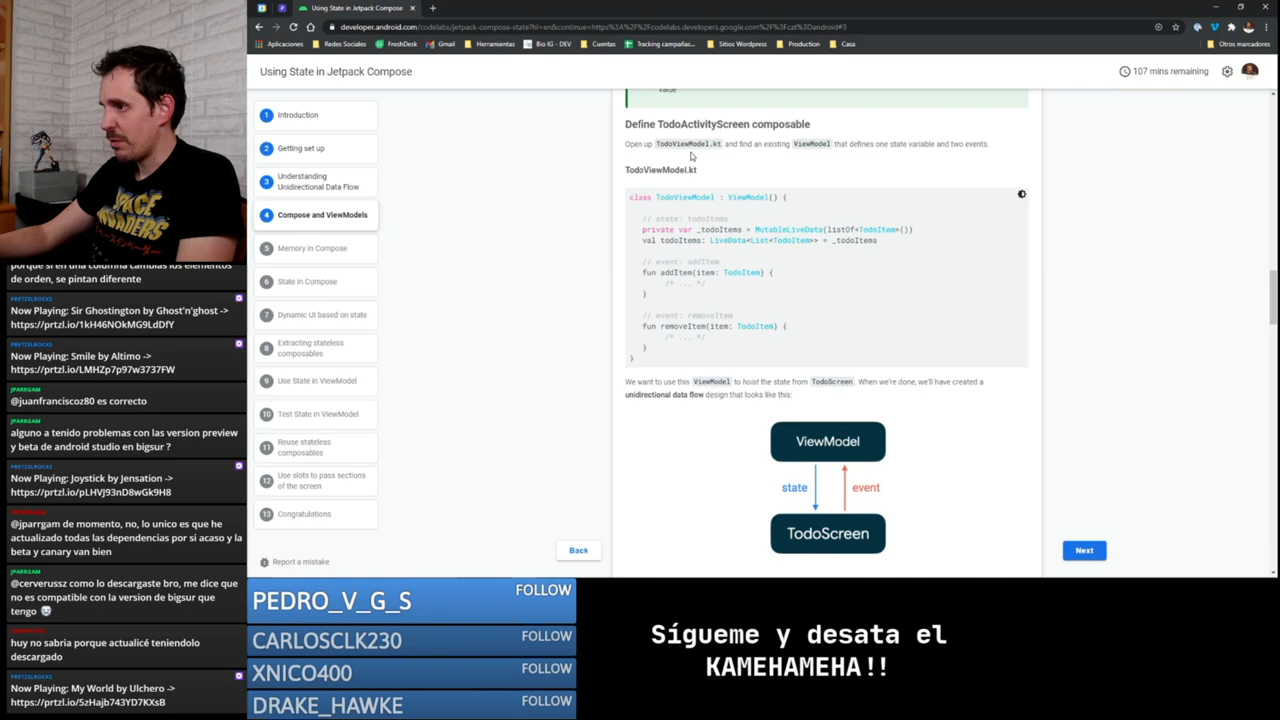 Using State in Jetpack Compose
developer.android.com/codelabs/jetpack-compose-state?hl=en&continue=https%3A%2F%2Fcodelabs.developers.google.com%2F%3Fcat%3Dandroid#3
Aplicaciones
Redes Sociales
FreshDesk
Gmail
Herramientas
Bio IG - DEV
Cuentas
Tracking campañas...
Sitios Wordpress
Production
Casa
Otros marcadores
Using State in Jetpack Compose
107 mins remaining
1 Introduction
2 Getting set up
3 Understanding
Unidirectional Data Flow
4 Compose and ViewModels
5 Memory in Compose
6 State in Compose
7 Dynamic UI based on state
8 Extracting stateless
composables
9 Use State in ViewModel
10 Test State in ViewModel
11 Reuse stateless
composables
12 Use slots to pass sections
of the screen
13 Congratulations
Report a mistake
value
Define TodoActivityScreen composable
Open up TodoViewModel.kt and find an existing ViewModel that defines one state variable and two events.
TodoViewModel.kt
class TodoViewModel : ViewModel() {
// state: todoItems
private var _todoItems = MutableLiveData(listOf<TodoItem>())
val todoItems: LiveData<List<TodoItem>> = _todoItems
// event: addItem
fun addItem(item: TodoItem) {
/* ... */
}
// event: removeItem
fun removeItem(item: TodoItem) {
/* ... */
}
}
We want to use this ViewModel to hoist the state from TodoScreen. When we're done, we'll have created a
unidirectional data flow design that looks like this:
ViewModel
state
event
TodoScreen
Back
Next
SPACE
INVADERS
porque si en una columna cambias los elementos
de orden, se pintan diferente
PRETZELROCKS
Now Playing: Sir Ghostington by Ghost'n'ghost ->
https://prtzl.io/1kH46NOkMG9LdDfY
PRETZELROCKS
Now Playing: Smile by Altimo ->
https://prtzl.io/LMHZp7p97w3737FW
JPARRGAM
@juanfranciscoz80 es correcto
JPARRGAM
alguno a tenido problemas con las version preview
y beta de android studio en bigsur ?
PRETZELROCKS
Now Playing: Joystick by Jensation ->
https://prtzl.io/pLHVJ93nD8wGk9H8
@jparrgam de momento, no, lo unico es que he
actualizado todas las dependencias por si acaso y la
beta y canary van bien
JPARRGAM
@cerverussz como lo descargaste bro, me dice que
no es compatible con la version de bigsur que
tengo
huy no sabria porque actualicé teniendolo
descargado
PRETZELROCKS
Now Playing: My World by Ulchero ->
https://prtzl.io/5zHajb743YD7KXsB
PEDRO_V_G_S FOLLOW
CARLOSCLK230 FOLLOW
XNICO400 FOLLOW
DRAKE_HAWKE FOLLOW
Sígueme y desata el
KAMEHAMEHA!!